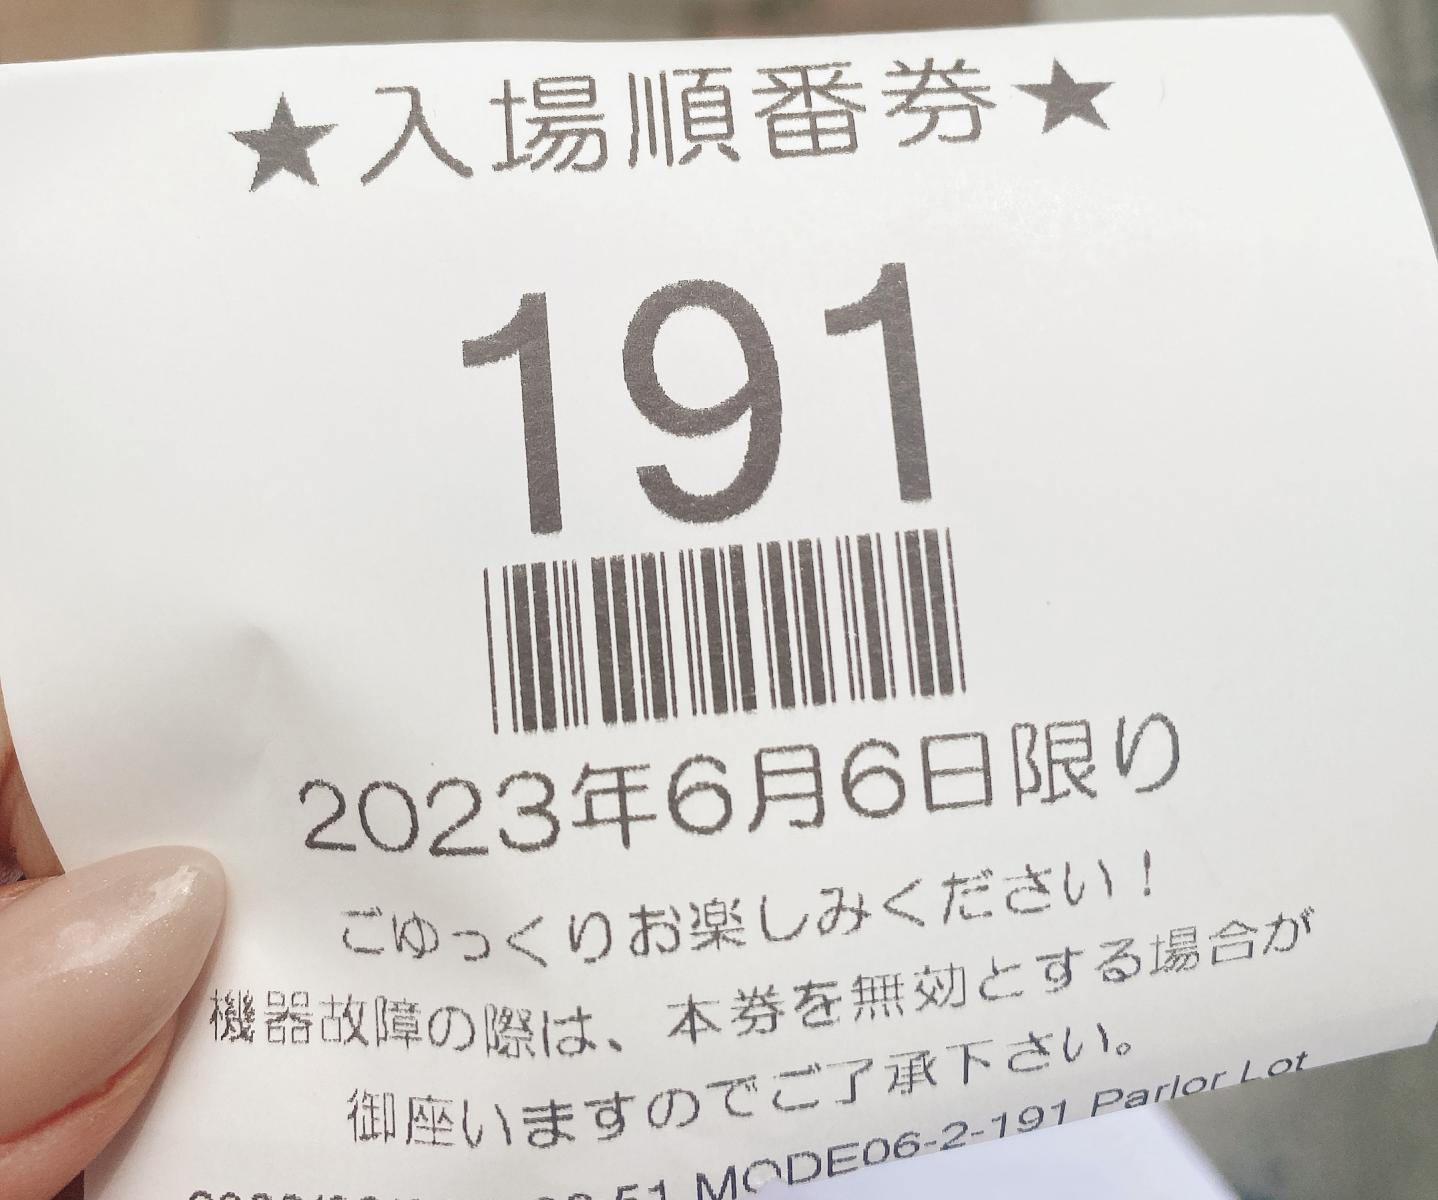 ★入場順番券★
191
2023年6月6日限り
ごゆっくりお楽しみください！
機器故障の際は、本券を無効とする場合が
御座いますのでご了承下さい。
51 MODE06-2-191 Parlor Lot